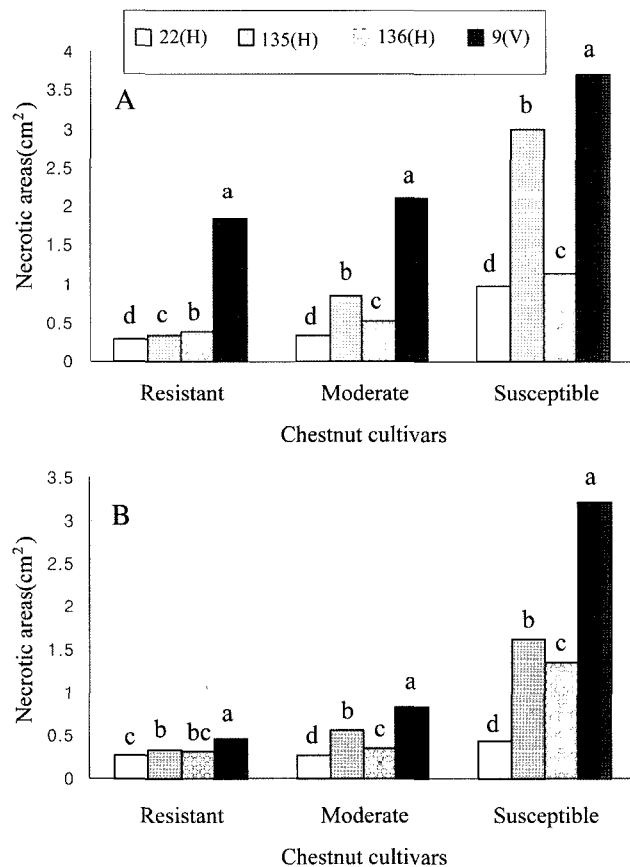 22(H) 135(H) 136(H) 9(V)
A
Necrotic areas(cm²)
4
3.5
3
2.5
2
1.5
1
0.5
0
d c b a
d b c a
d b c a
Resistant Moderate Susceptible
Chestnut cultivars
B
Necrotic areas(cm²)
3.5
3
2.5
2
1.5
1
0.5
0
c b bc a
d b c a
d b c a
Resistant Moderate Susceptible
Chestnut cultivars